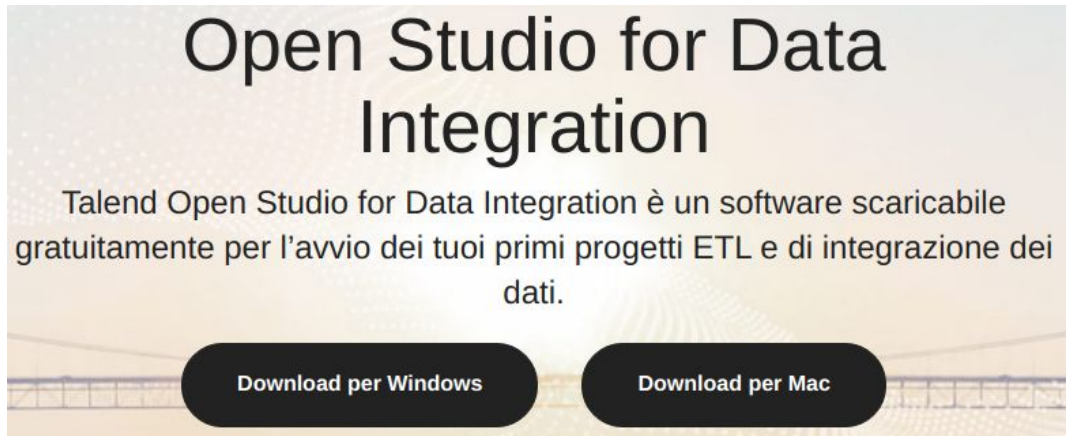 Open Studio for Data
Integration
Talend Open Studio for Data Integration è un software scaricabile
gratuitamente per l’avvio dei tuoi primi progetti ETL e di integrazione dei
dati.
Download per Windows
Download per Mac